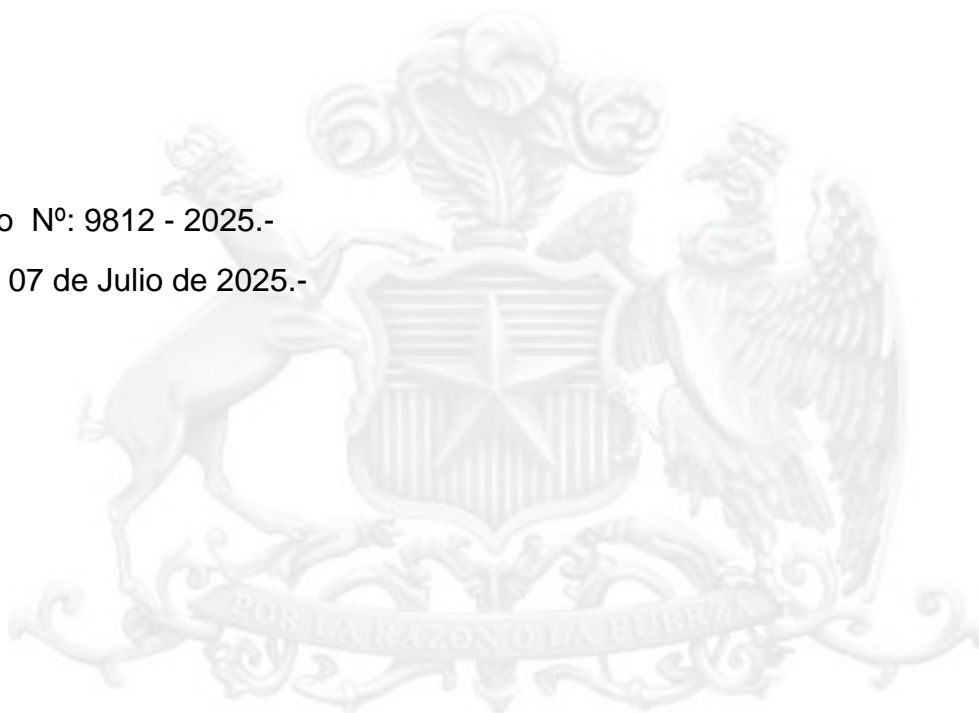 o Nº: 9812 - 2025.-
07 de Julio de 2025.-
POR LA RAZON O LA FUERZA